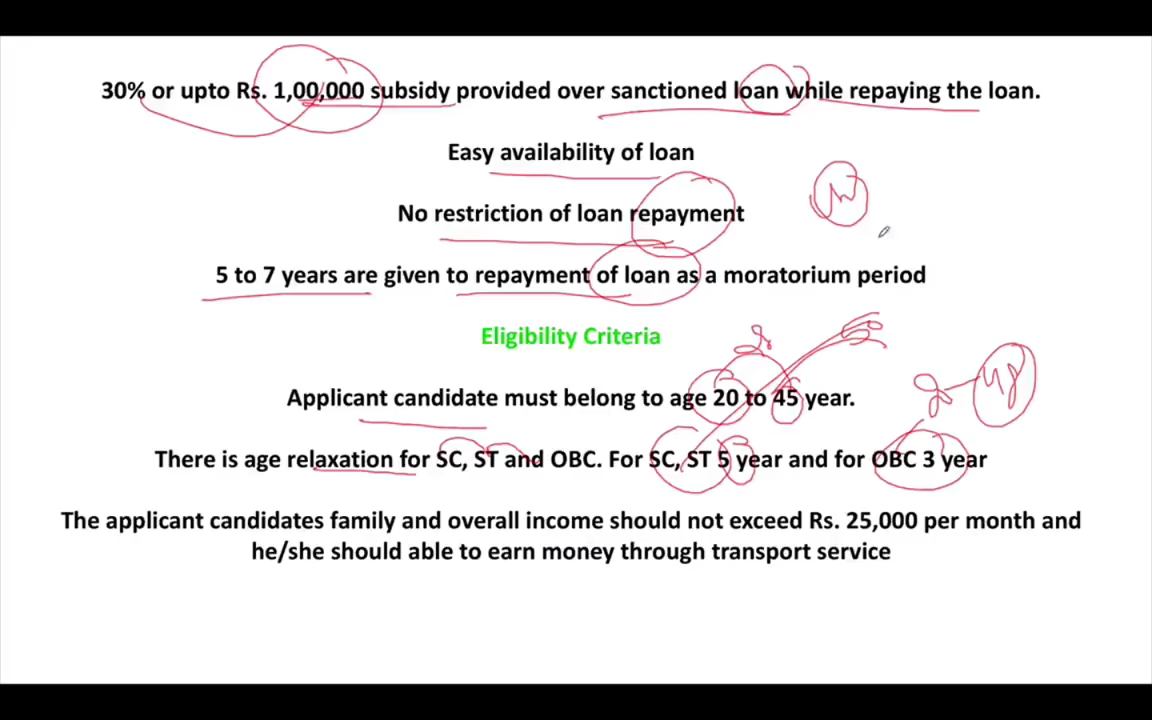 30% or upto Rs. 1,00,000 subsidy provided over sanctioned loan while repaying the loan.
Easy availability of loan
No restriction of loan repayment
5 to 7 years are given to repayment of loan as a moratorium period
Eligibility Criteria
Applicant candidate must belong to age 20 to 45 year.
There is age relaxation for SC, ST and OBC. For SC, ST 5 year and for OBC 3 year
The applicant candidates family and overall income should not exceed Rs. 25,000 per month and
he/she should able to earn money through transport service